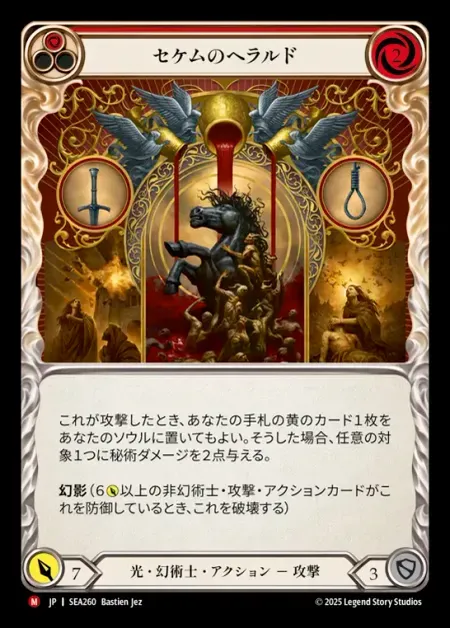 セケムのヘラルド
2
これが攻撃したとき、あなたの手札の黄のカード1枚を
あなたのソウルに置いてもよい。そうした場合、任意の対
象1つに秘術ダメージを2点与える。
幻影(6以上の非幻術士・攻撃・アクションカードがこ
れを防御しているとき、これを破壊する)
7
光・幻術士・アクション － 攻撃
3
M JP | SEA260 Bastien Jez
© 2025 Legend Story Studios